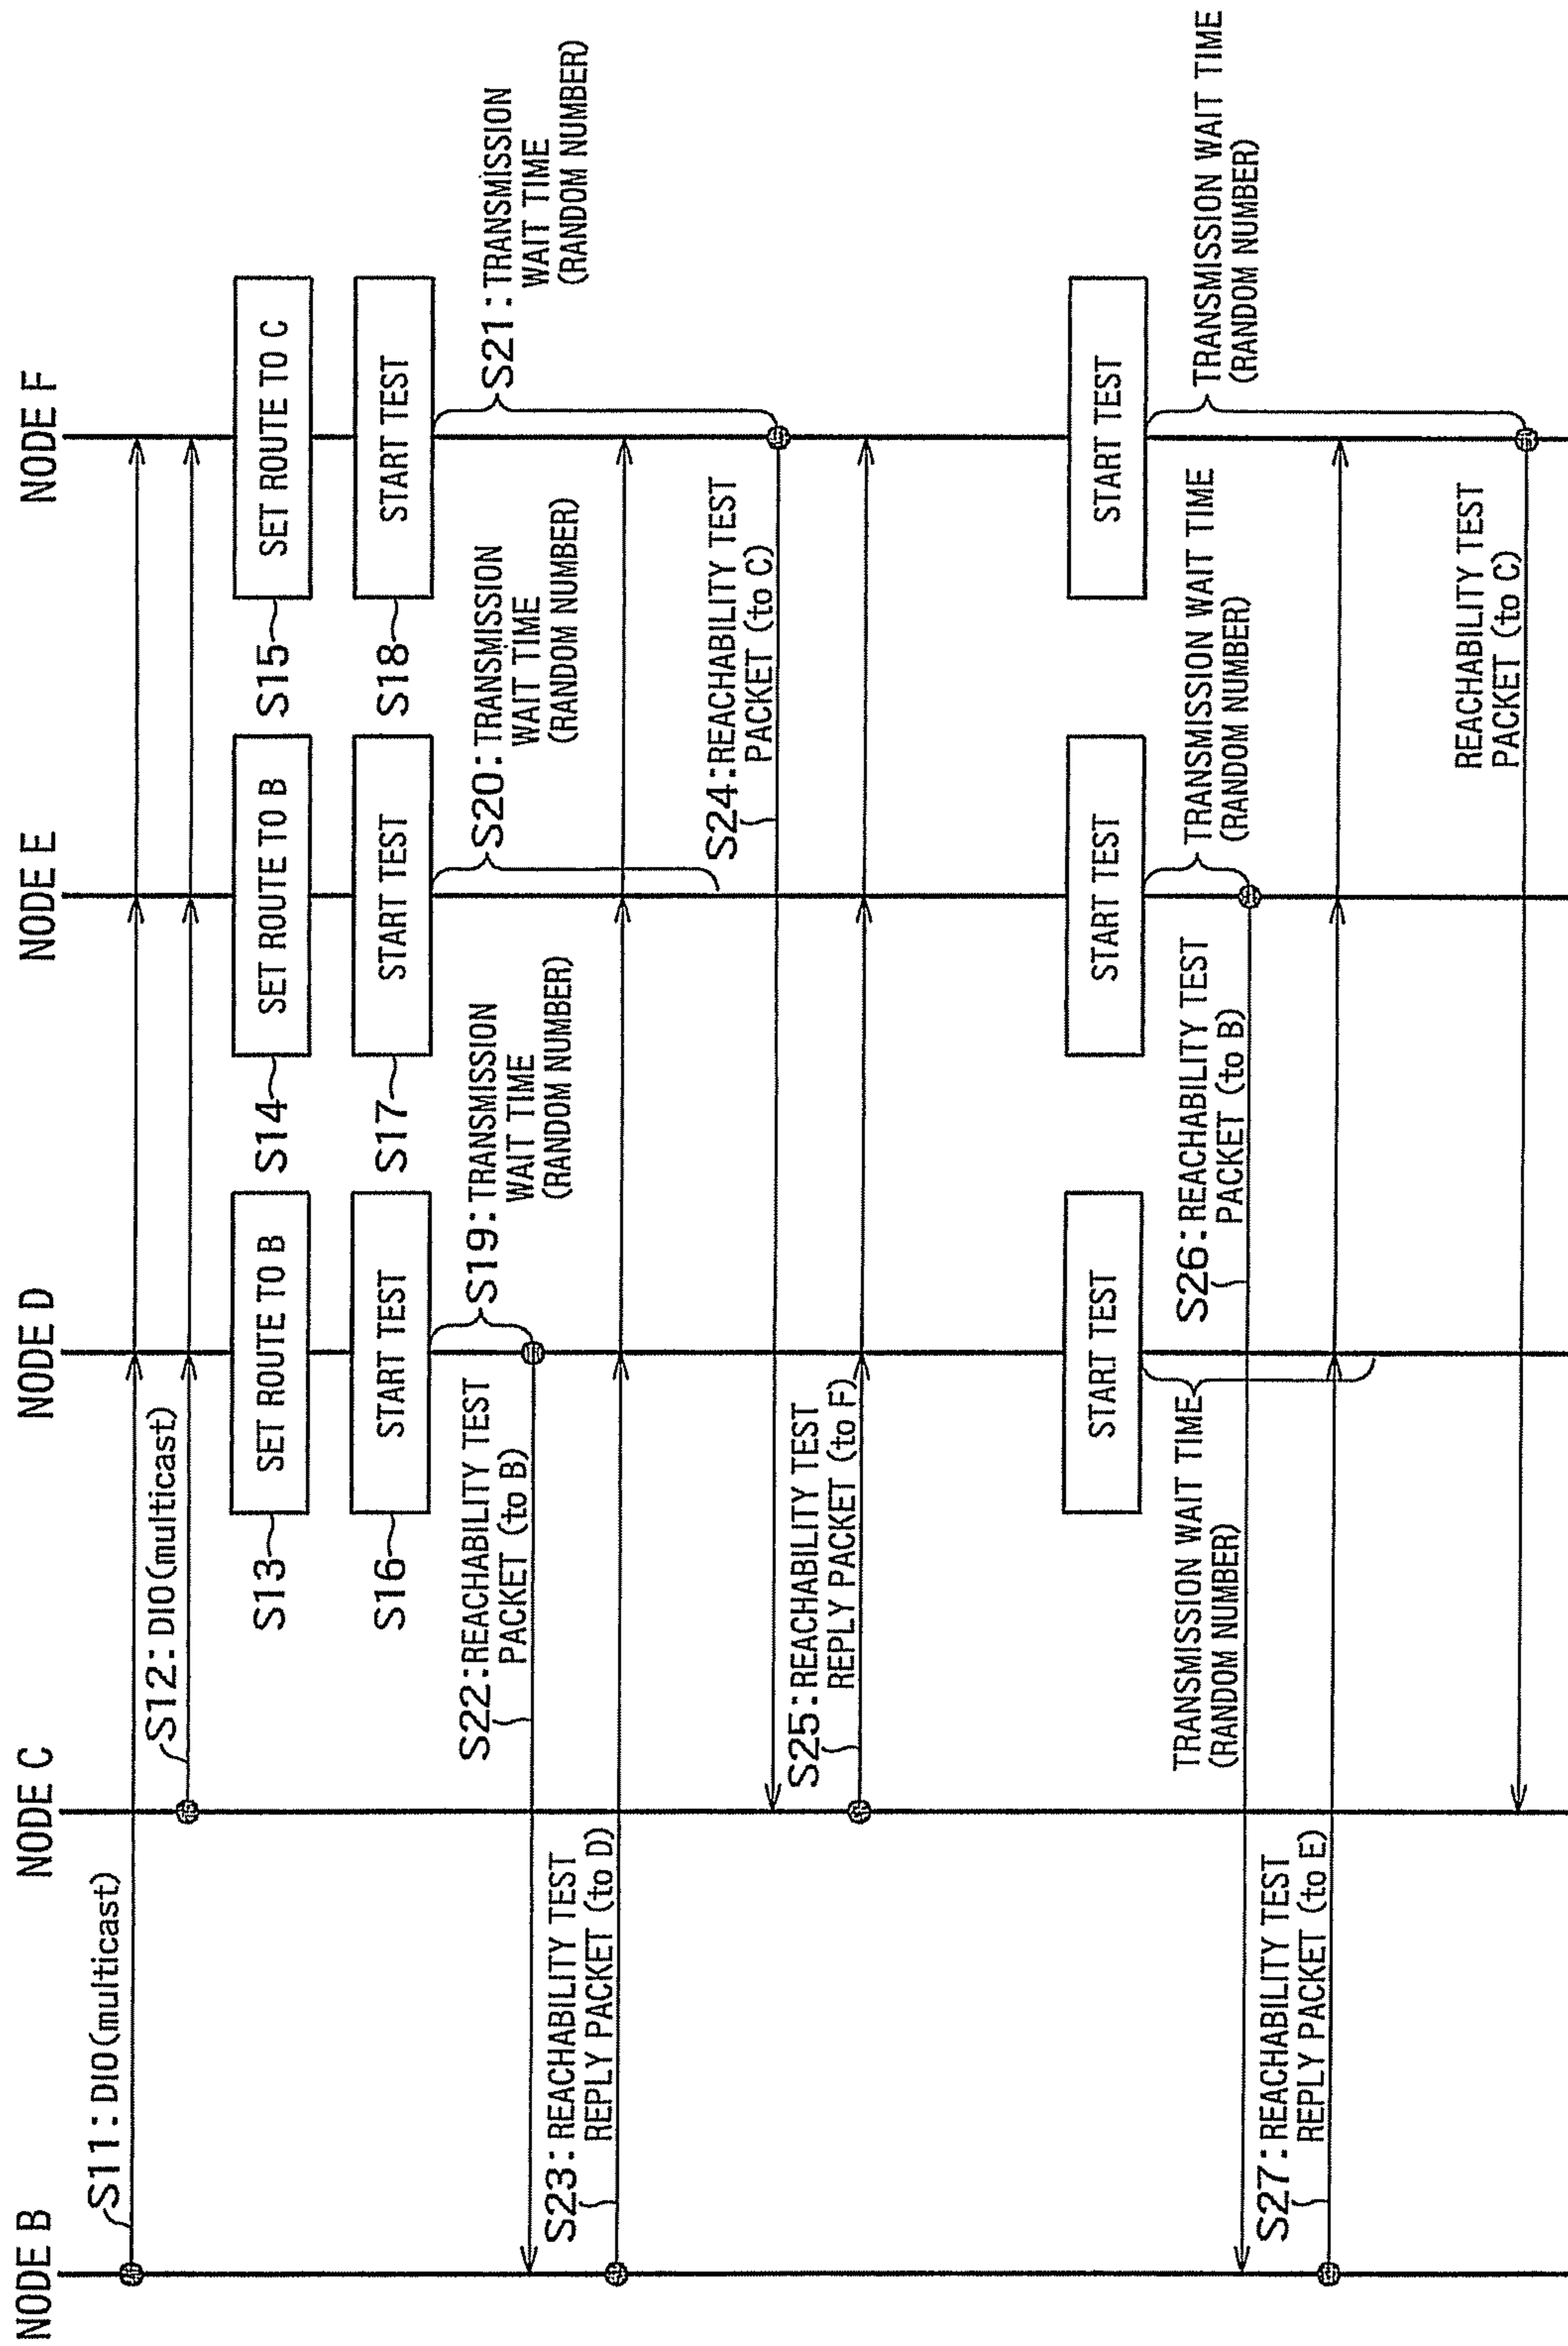 NODE B
NODE C
NODE D
NODE E
NODE F
S11: DIO(multicast)
S12: DIO(multicast)
S13
SET ROUTE TO B
S14
SET ROUTE TO B
S15
SET ROUTE TO C
S16
START TEST
S17
START TEST
S18
START TEST
S19: TRANSMISSION
WAIT TIME
(RANDOM NUMBER)
S20: TRANSMISSION
WAIT TIME
(RANDOM NUMBER)
S21: TRANSMISSION
WAIT TIME
(RANDOM NUMBER)
S22: REACHABILITY TEST
PACKET (to B)
S23: REACHABILITY TEST
REPLY PACKET (to D)
S24: REACHABILITY TEST
PACKET (to C)
S25: REACHABILITY TEST
REPLY PACKET (to F)
START TEST
START TEST
START TEST
TRANSMISSION WAIT TIME
(RANDOM NUMBER)
S26: REACHABILITY TEST
PACKET (to B)
TRANSMISSION WAIT TIME
(RANDOM NUMBER)
TRANSMISSION WAIT TIME
(RANDOM NUMBER)
S27: REACHABILITY TEST
REPLY PACKET (to E)
REACHABILITY TEST
PACKET (to C)